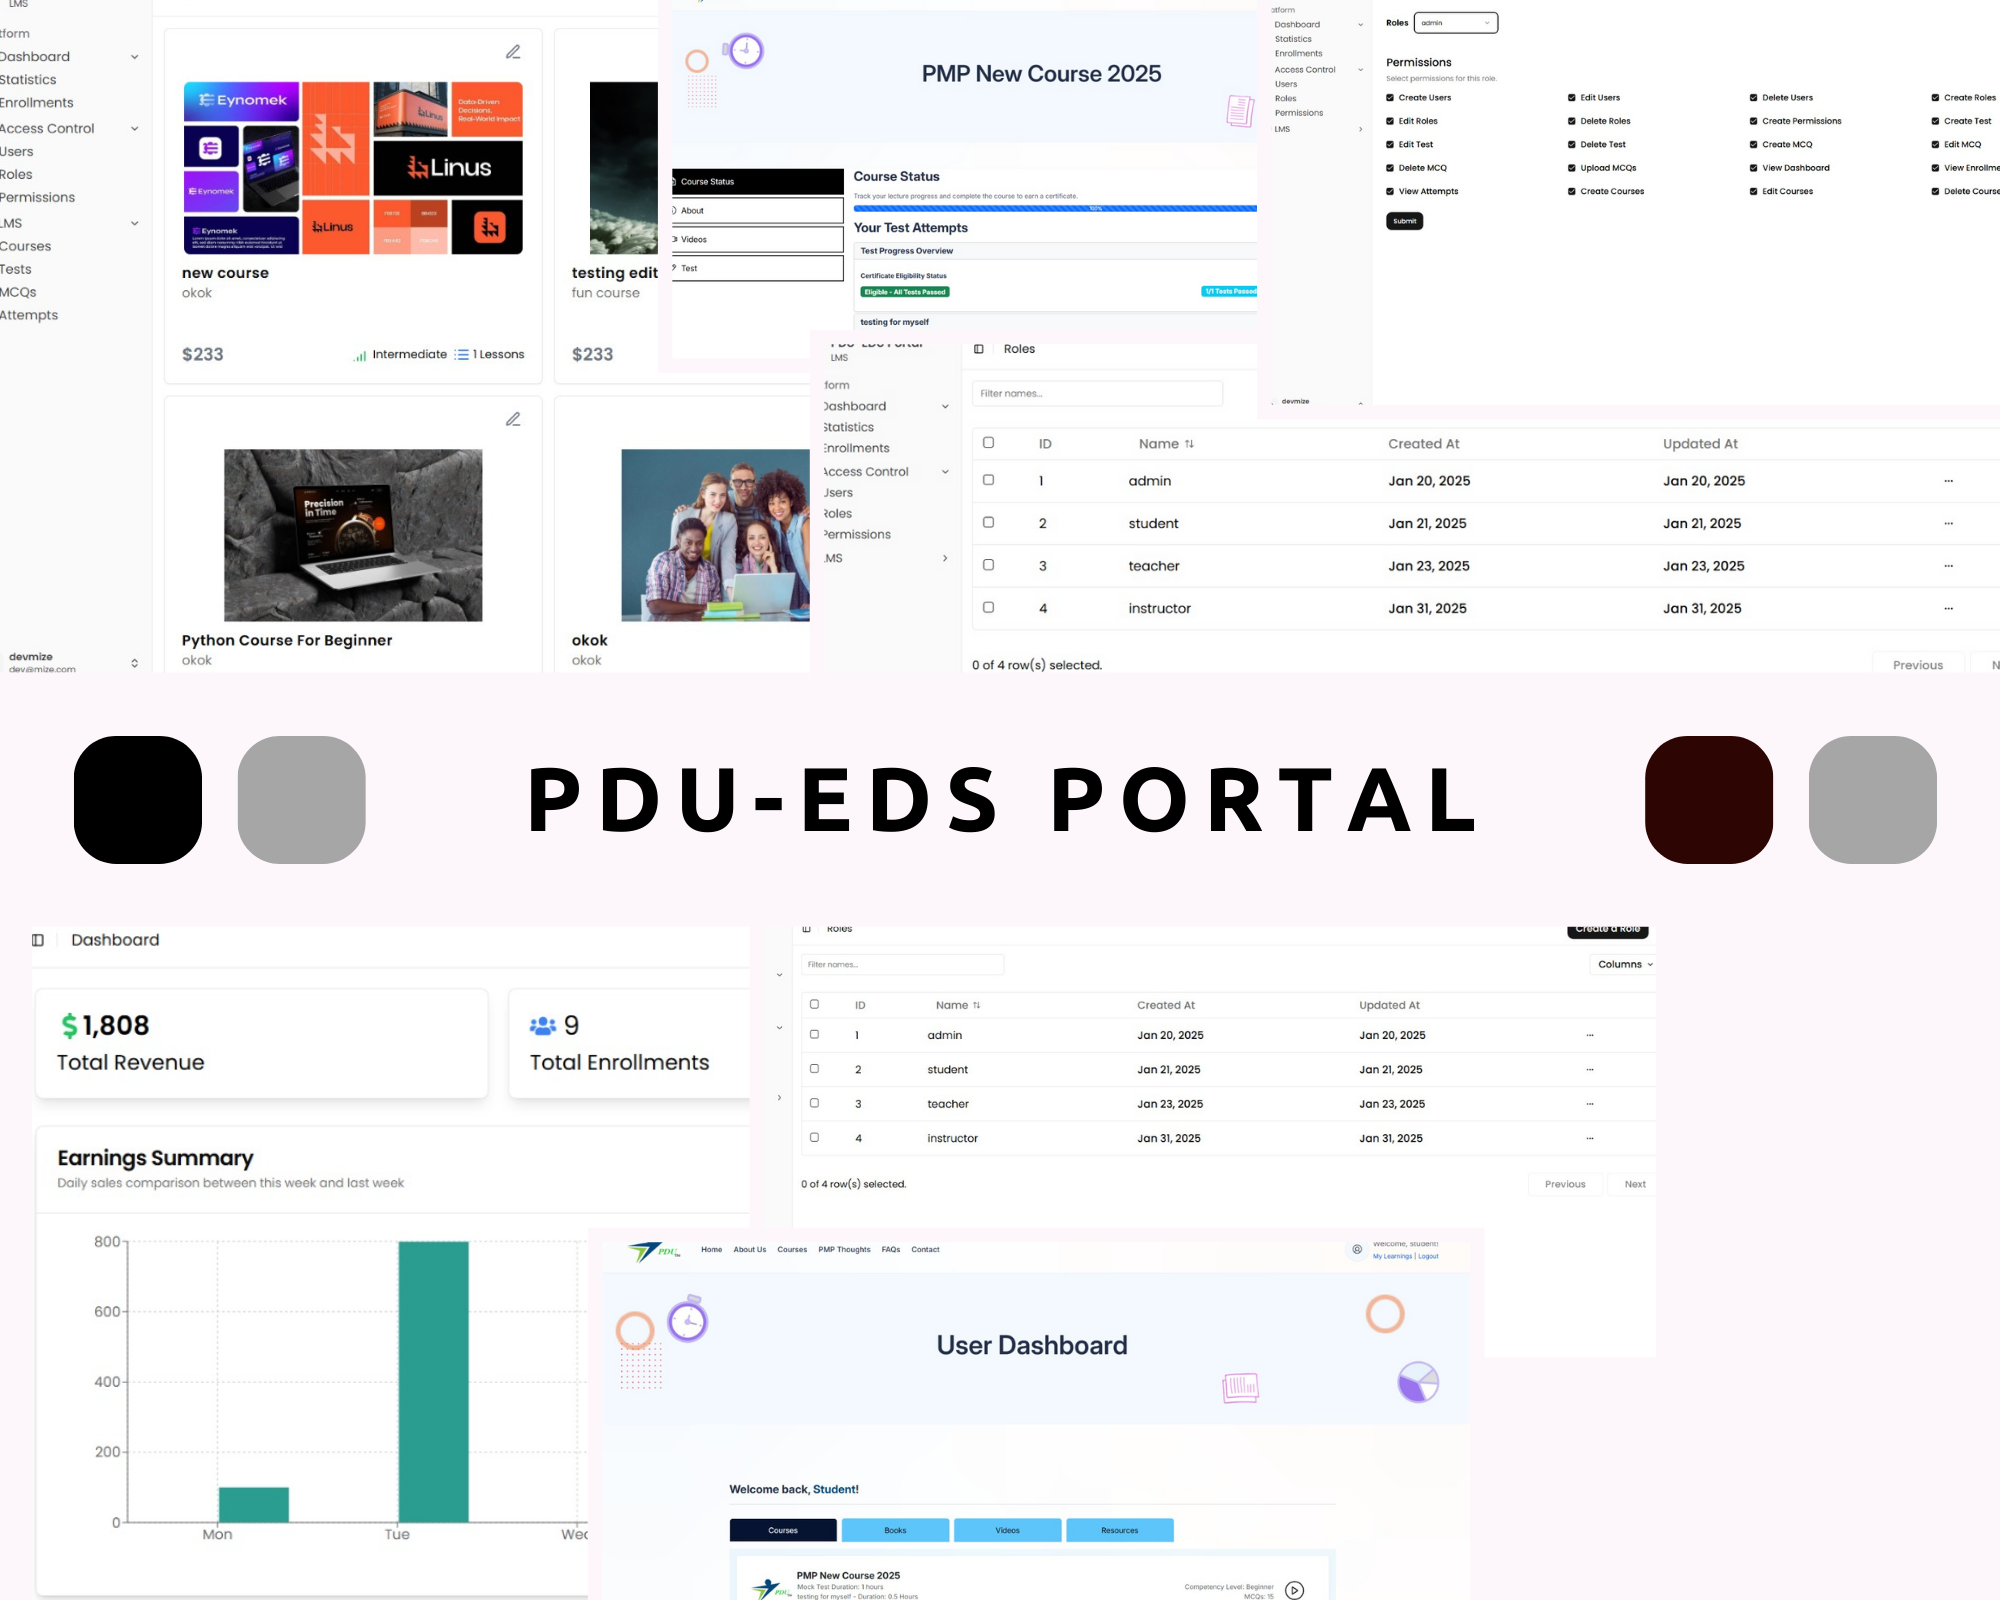 LMS
Dashboard
Statistics
Enrollments
Access Control
Users
Roles
Permissions
LMS
Courses
Tests
MCQs
Attempts
devmize
dev@mize.com
Eynomek
Data-Driven
Decisions,
Real-World Impact
Linus
Linus
Eynomek
Eynomek
Linus
new course
okok
$233
Intermediate
1 Lessons
testing edit
fun course
$233
Precision
in Time
Python Course For Beginner
okok
okok
okok
PMP New Course 2025
Course Status
About
Videos
Test
Course Status
Track your lecture progress and complete the course to earn a certificate.
100%
Your Test Attempts
Test Progress Overview
Certificate Eligibility Status
Eligible - All Tests Passed
1/1 Tests Passed
testing for myself
Dashboard
Statistics
Enrollments
Access Control
Users
Roles
Permissions
LMS
devmize
Roles
admin
Permissions
Select permissions for this role.
Create Users
Edit Users
Delete Users
Create Roles
Edit Roles
Delete Roles
Create Permissions
Create Test
Edit Test
Delete Test
Create MCQ
Edit MCQ
Delete MCQ
Upload MCQs
View Dashboard
View Enrollme
View Attempts
Create Courses
Edit Courses
Delete Course
Submit
LMS
Dashboard
Statistics
Enrollments
Access Control
Users
Roles
Permissions
LMS
Roles
Filter names...
ID Name Created At Updated At
1 admin Jan 20, 2025 Jan 20, 2025 ...
2 student Jan 21, 2025 Jan 21, 2025 ...
3 teacher Jan 23, 2025 Jan 23, 2025 ...
4 instructor Jan 31, 2025 Jan 31, 2025 ...
0 of 4 row(s) selected.
Previous
PDU-EDS PORTAL
Dashboard
$ 1,808
Total Revenue
9
Total Enrollments
Earnings Summary
Daily sales comparison between this week and last week
800
600
400
200
0
Mon Tue Wed
Roles
Create a Role
Filter names...
Columns
ID Name Created At Updated At
1 admin Jan 20, 2025 Jan 20, 2025 ...
2 student Jan 21, 2025 Jan 21, 2025 ...
3 teacher Jan 23, 2025 Jan 23, 2025 ...
4 instructor Jan 31, 2025 Jan 31, 2025 ...
0 of 4 row(s) selected.
Previous Next
PDU
Home About Us Courses PMP Thoughts FAQs Contact
Welcome, Student!
My Learnings | Logout
User Dashboard
Welcome back, Student!
Courses Books Videos Resources
PDU
PMP New Course 2025
Mock Test Duration: 1 hours
testing for myself - Duration: 0.5 Hours
Competency Level: Beginner
MCQs: 15